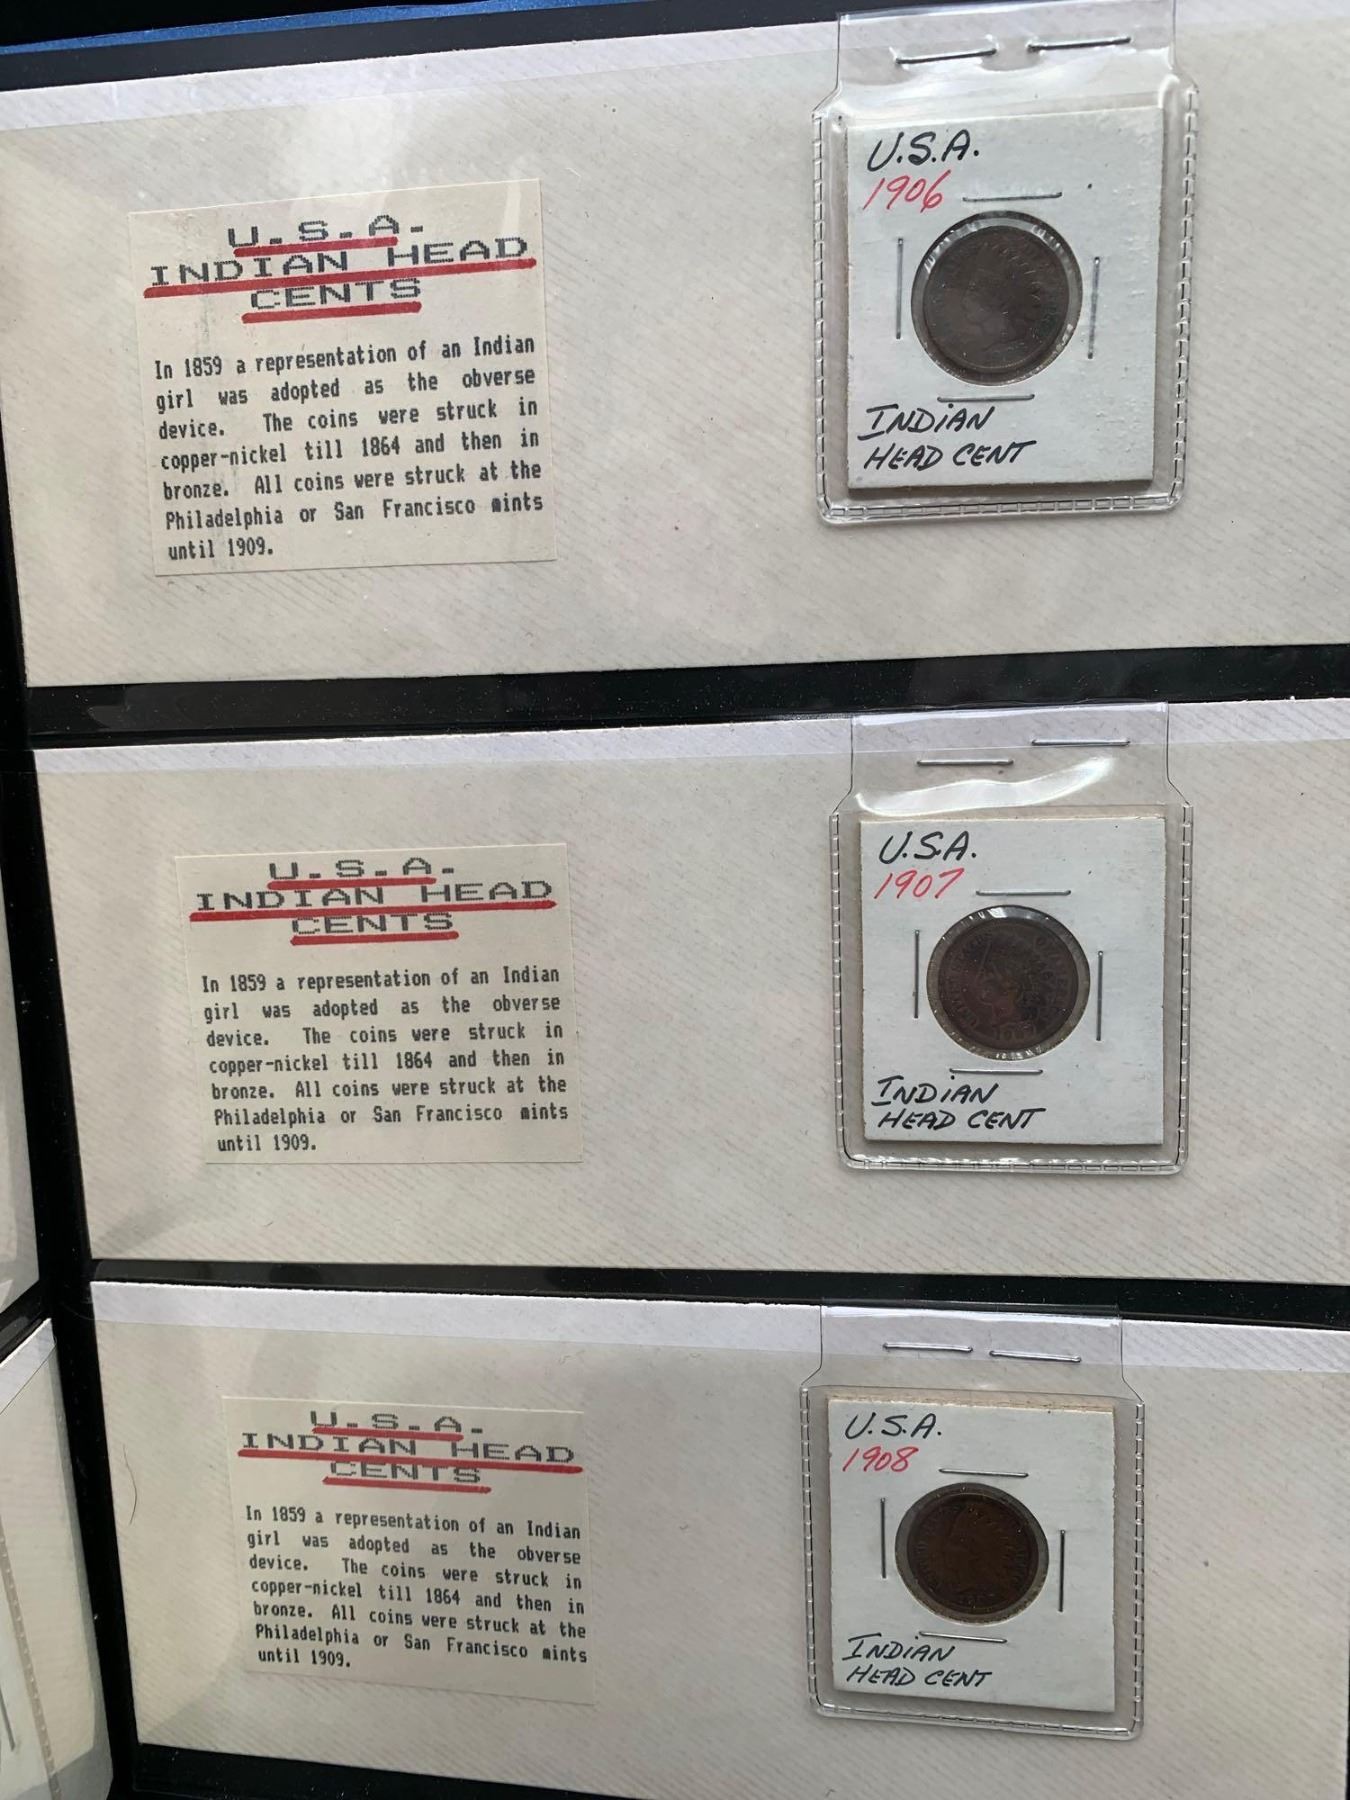 U.S.A.
INDIAN HEAD
CENTS
In 1859 a representation of an Indian
girl was adopted as the obverse
device. The coins were struck in
copper-nickel till 1864 and then in
bronze. All coins were struck at the
Philadelphia or San Francisco mints
until 1909.
U.S.A.
1906
INDIAN
HEAD CENT
U.S.A.
INDIAN HEAD
CENTS
In 1859 a representation of an Indian
girl was adopted as the obverse
device. The coins were struck in
copper-nickel till 1864 and then in
bronze. All coins were struck at the
Philadelphia or San Francisco mints
until 1909.
U.S.A.
1907
INDIAN
HEAD CENT
U.S.A.
INDIAN HEAD
CENTS
In 1859 a representation of an Indian
girl was adopted as the obverse
device. The coins were struck in
copper-nickel till 1864 and then in
bronze. All coins were struck at the
Philadelphia or San Francisco mints
until 1909.
U.S.A.
1908
INDIAN
HEAD CENT